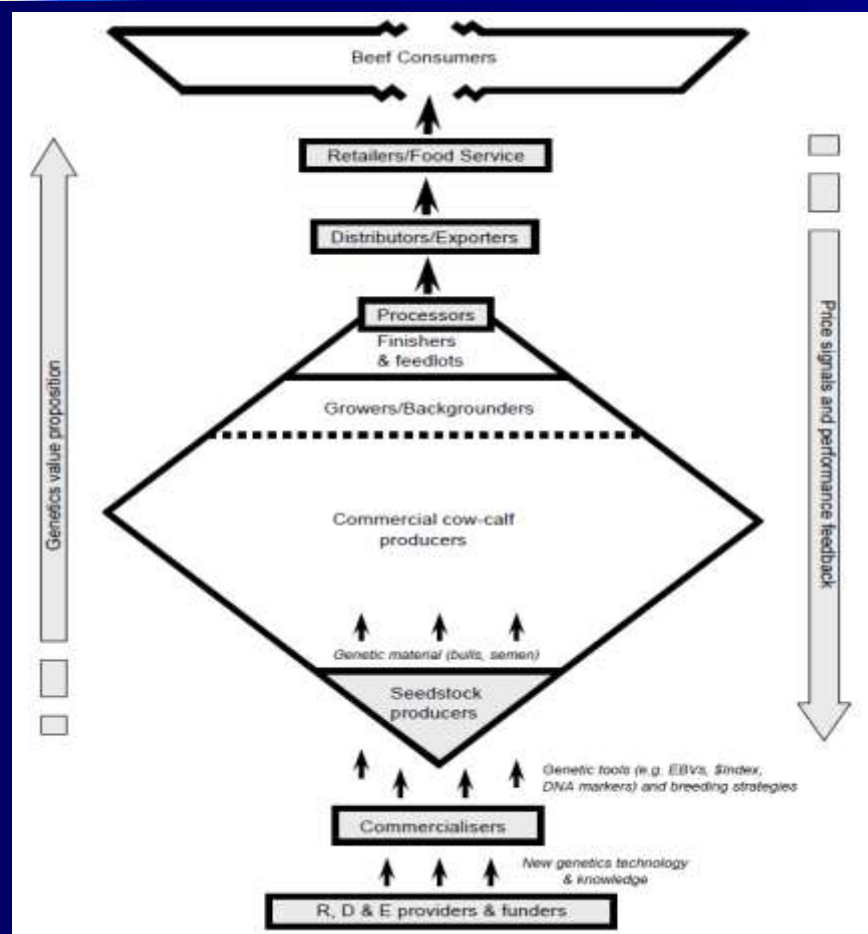 Beef Consumers
Retailers/Food Service
Distributors/Exporters
Processors
Finishers
& feedlots
Growers/Backgrounders
Genetics value proposition
Price signals and performance feedback
Commercial cow-calf
producers
Genetic material (bulls, semen)
Seedstock
producers
Genetic tools (e.g. EBVs, $Index,
DNA markers) and breeding strategies
Commercialisers
New genetics technology
& knowledge
R, D & E providers & funders